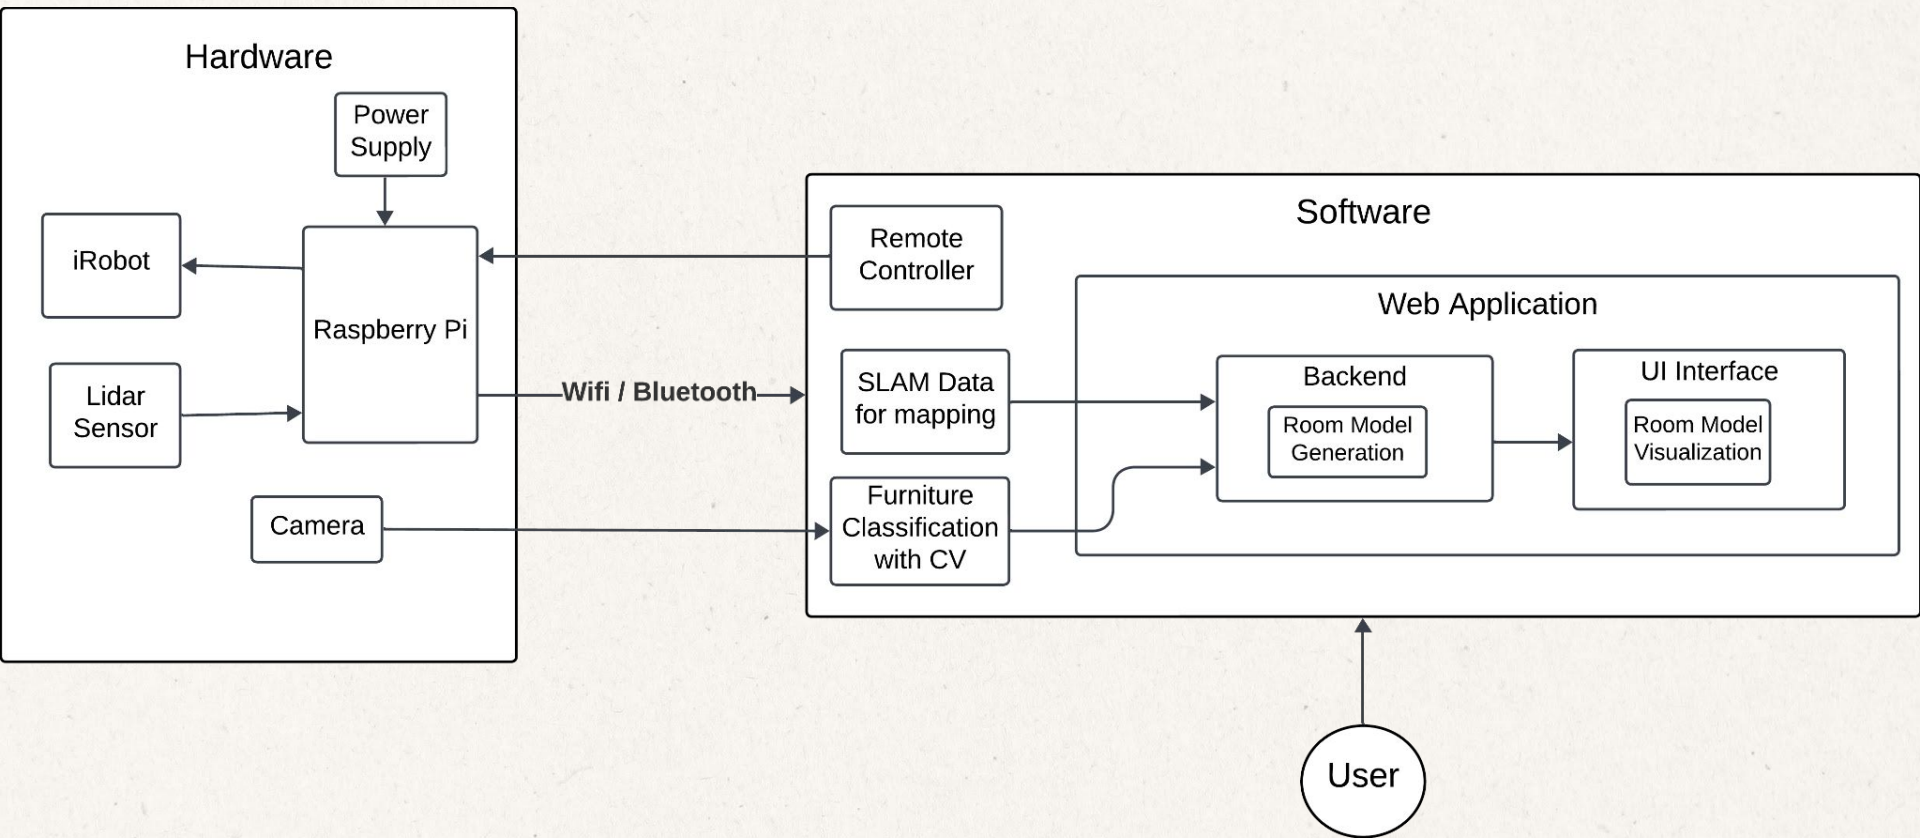 Hardware
Power
Supply
iRobot
Raspberry Pi
Lidar
Sensor
Camera
Wifi / Bluetooth
Software
Remote
Controller
SLAM Data
for mapping
Furniture
Classification
with CV
Web Application
Backend
Room Model
Generation
UI Interface
Room Model
Visualization
User